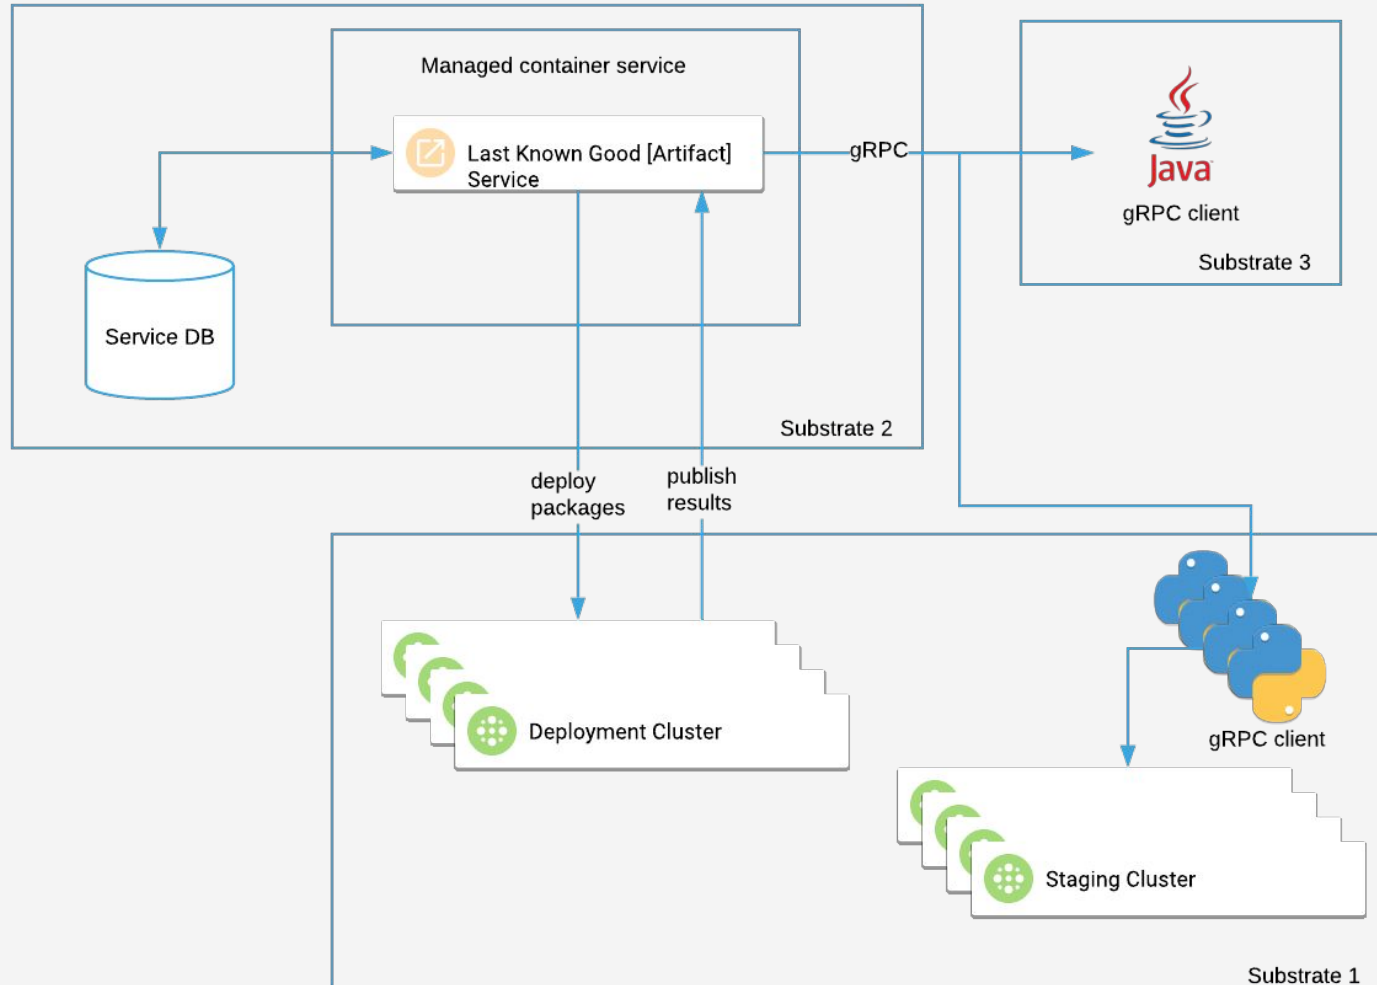 Managed container service
Last Known Good [Artifact]
Service
gRPC
Java
gRPC client
Substrate 3
Service DB
Substrate 2
deploy
packages
publish
results
Deployment Cluster
gRPC client
Staging Cluster
Substrate 1